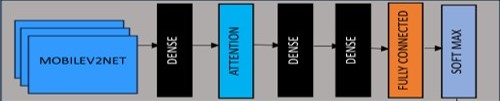 MOBILEV2NET
DENSE
ATTENTION
DENSE
DENSE
FULLY CONNECTED
SOFT MAX